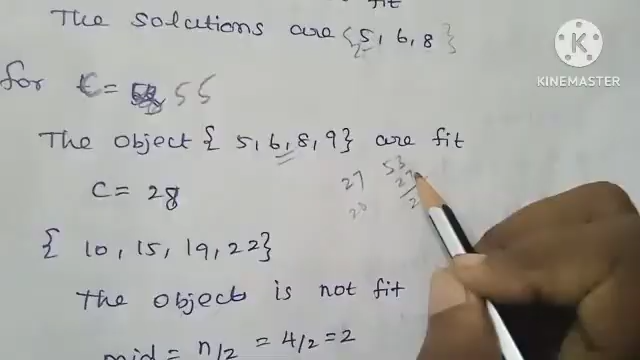 The solutions are {5, 6, 8}
KINEMASTER
for t = 55
The object { 5, 6, 8, 9} are fit
C = 28
27 53
{ 10, 15, 19, 22}
The object is not fit
mid = n/2 = 4/2 = 2